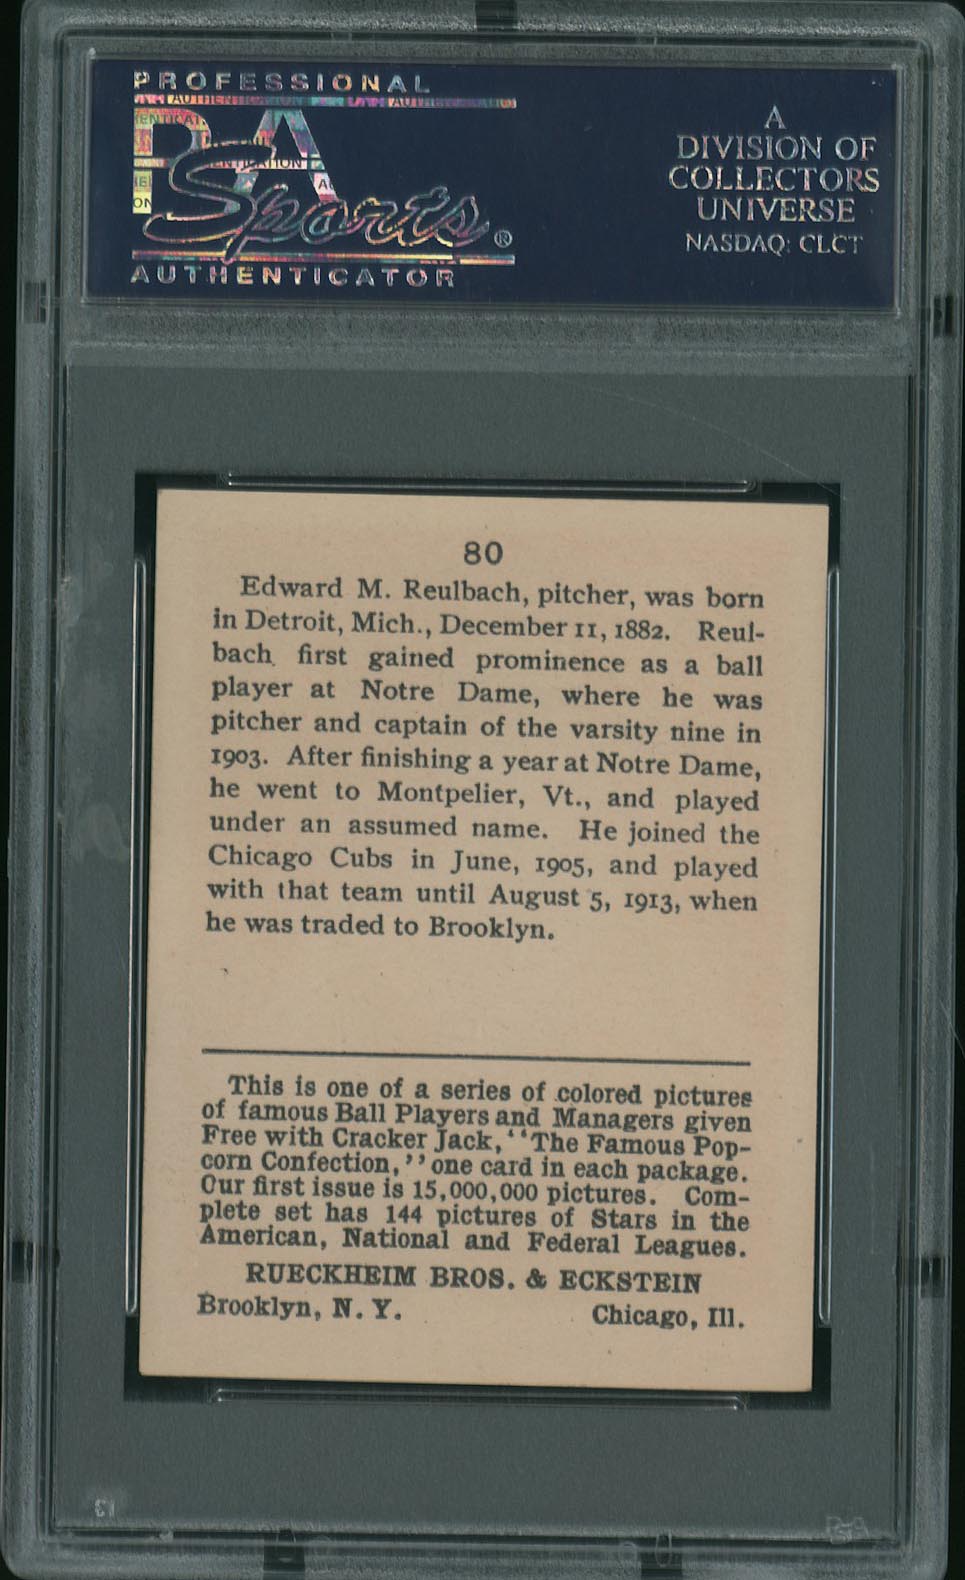 PROFESSIONAL
PSA
Sports ®
AUTHENTICATOR
A
DIVISION OF
COLLECTORS
UNIVERSE
NASDAQ: CLCT
80
Edward M. Reulbach, pitcher, was born
in Detroit, Mich., December 11, 1882. Reul-
bach first gained prominence as a ball
player at Notre Dame, where he was
pitcher and captain of the varsity nine in
1903. After finishing a year at Notre Dame,
he went to Montpelier, Vt., and played
under an assumed name. He joined the
Chicago Cubs in June, 1905, and played
with that team until August 5, 1913, when
he was traded to Brooklyn.
This is one of a series of colored pictures
of famous Ball Players and Managers given
Free with Cracker Jack, "The Famous Pop-
corn Confection," one card in each package.
Our first issue is 15,000,000 pictures. Com-
plete set has 144 pictures of Stars in the
American, National and Federal Leagues.
RUECKHEIM BROS. & ECKSTEIN
Brooklyn, N. Y. Chicago, Ill.